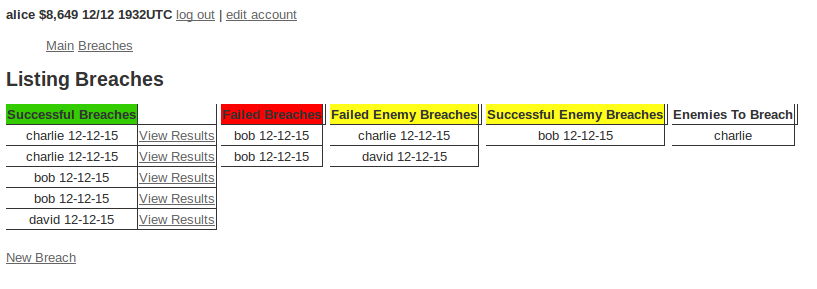 alice $8,649 12/12 1932UTC log out | edit account
Main Breaches
Listing Breaches
Successful Breaches Failed Breaches Failed Enemy Breaches Successful Enemy Breaches Enemies To Breach
charlie 12-12-15 View Results bob 12-12-15 charlie 12-12-15 bob 12-12-15 charlie
charlie 12-12-15 View Results bob 12-12-15 david 12-12-15
bob 12-12-15 View Results
bob 12-12-15 View Results
david 12-12-15 View Results
New Breach